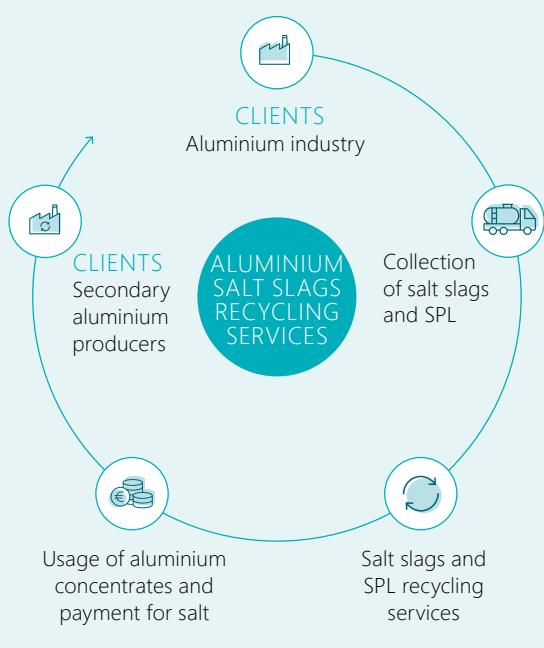 CLIENTS
Aluminium industry
Collection
of salt slags
and SPL
Salt slags and
SPL recycling
services
Usage of aluminium
concentrates and
payment for salt
€
CLIENTS
Secondary
aluminium
producers
ALUMINIUM
SALT SLAGS
RECYCLING
SERVICES